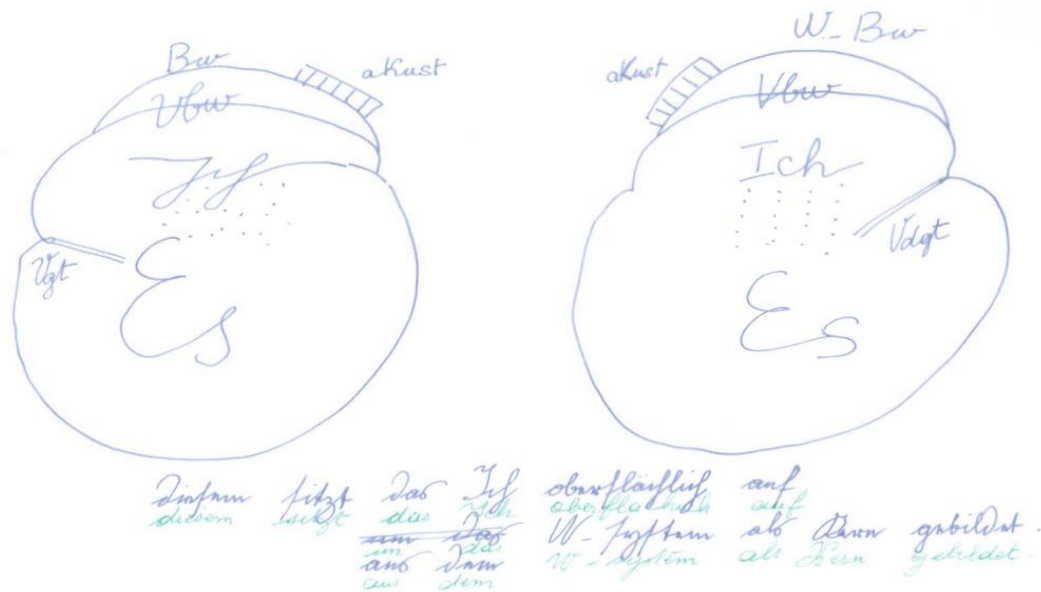 W-Bw
Bw
akust
akust
Vbw
Vbw
Ich
Ich
Vgt
Vdgt
Es
Es
diesem sitzt das Ich oberflächlich auf
diesem sitzt das Ich oberflächlich auf
um das W-System als Kern gebildet.
um das
aus dem W-System als Kern gebildet.
aus dem